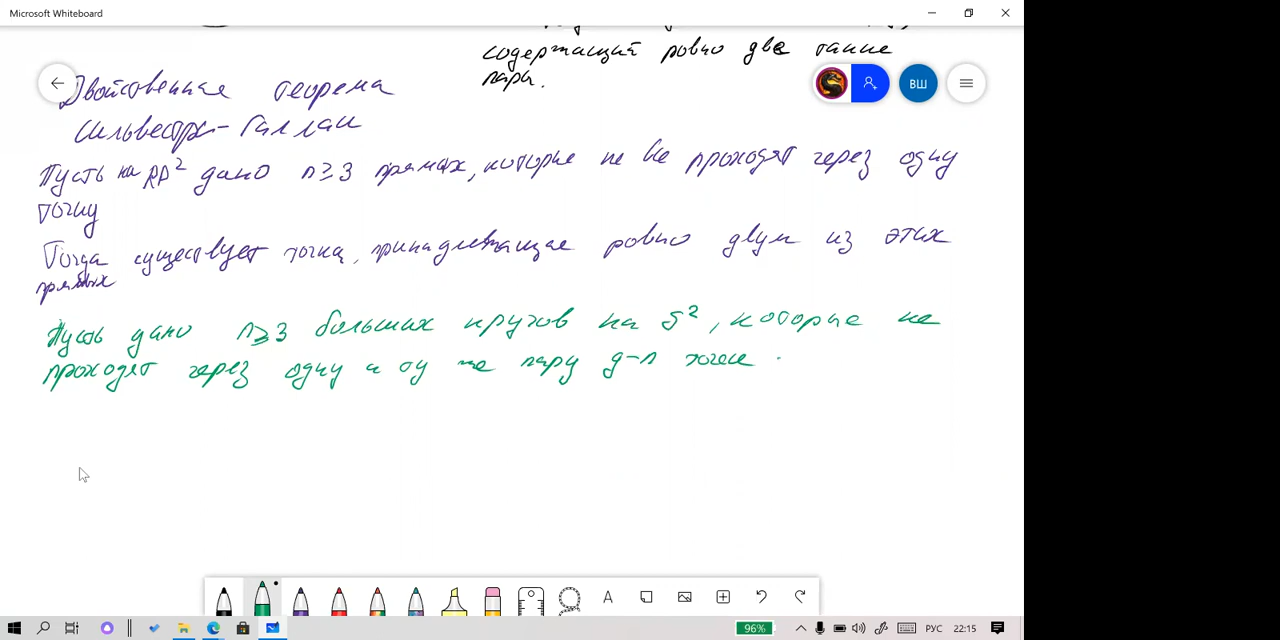 Microsoft Whiteboard
содержащий ровно две такие
пары.
Двойственная теорема
Сильвестра-Галлаи
ВШ
Пусть на RP² дано n≥3 прямых, которые не все проходят через одну
точку
Тогда существует точка, принадлежащая ровно двум из этих
прямых
Пусть дано n≥3 больших кругов на S², которые не
проходят через одну и ту же пару д-п точек.
96%
РУС
22:15